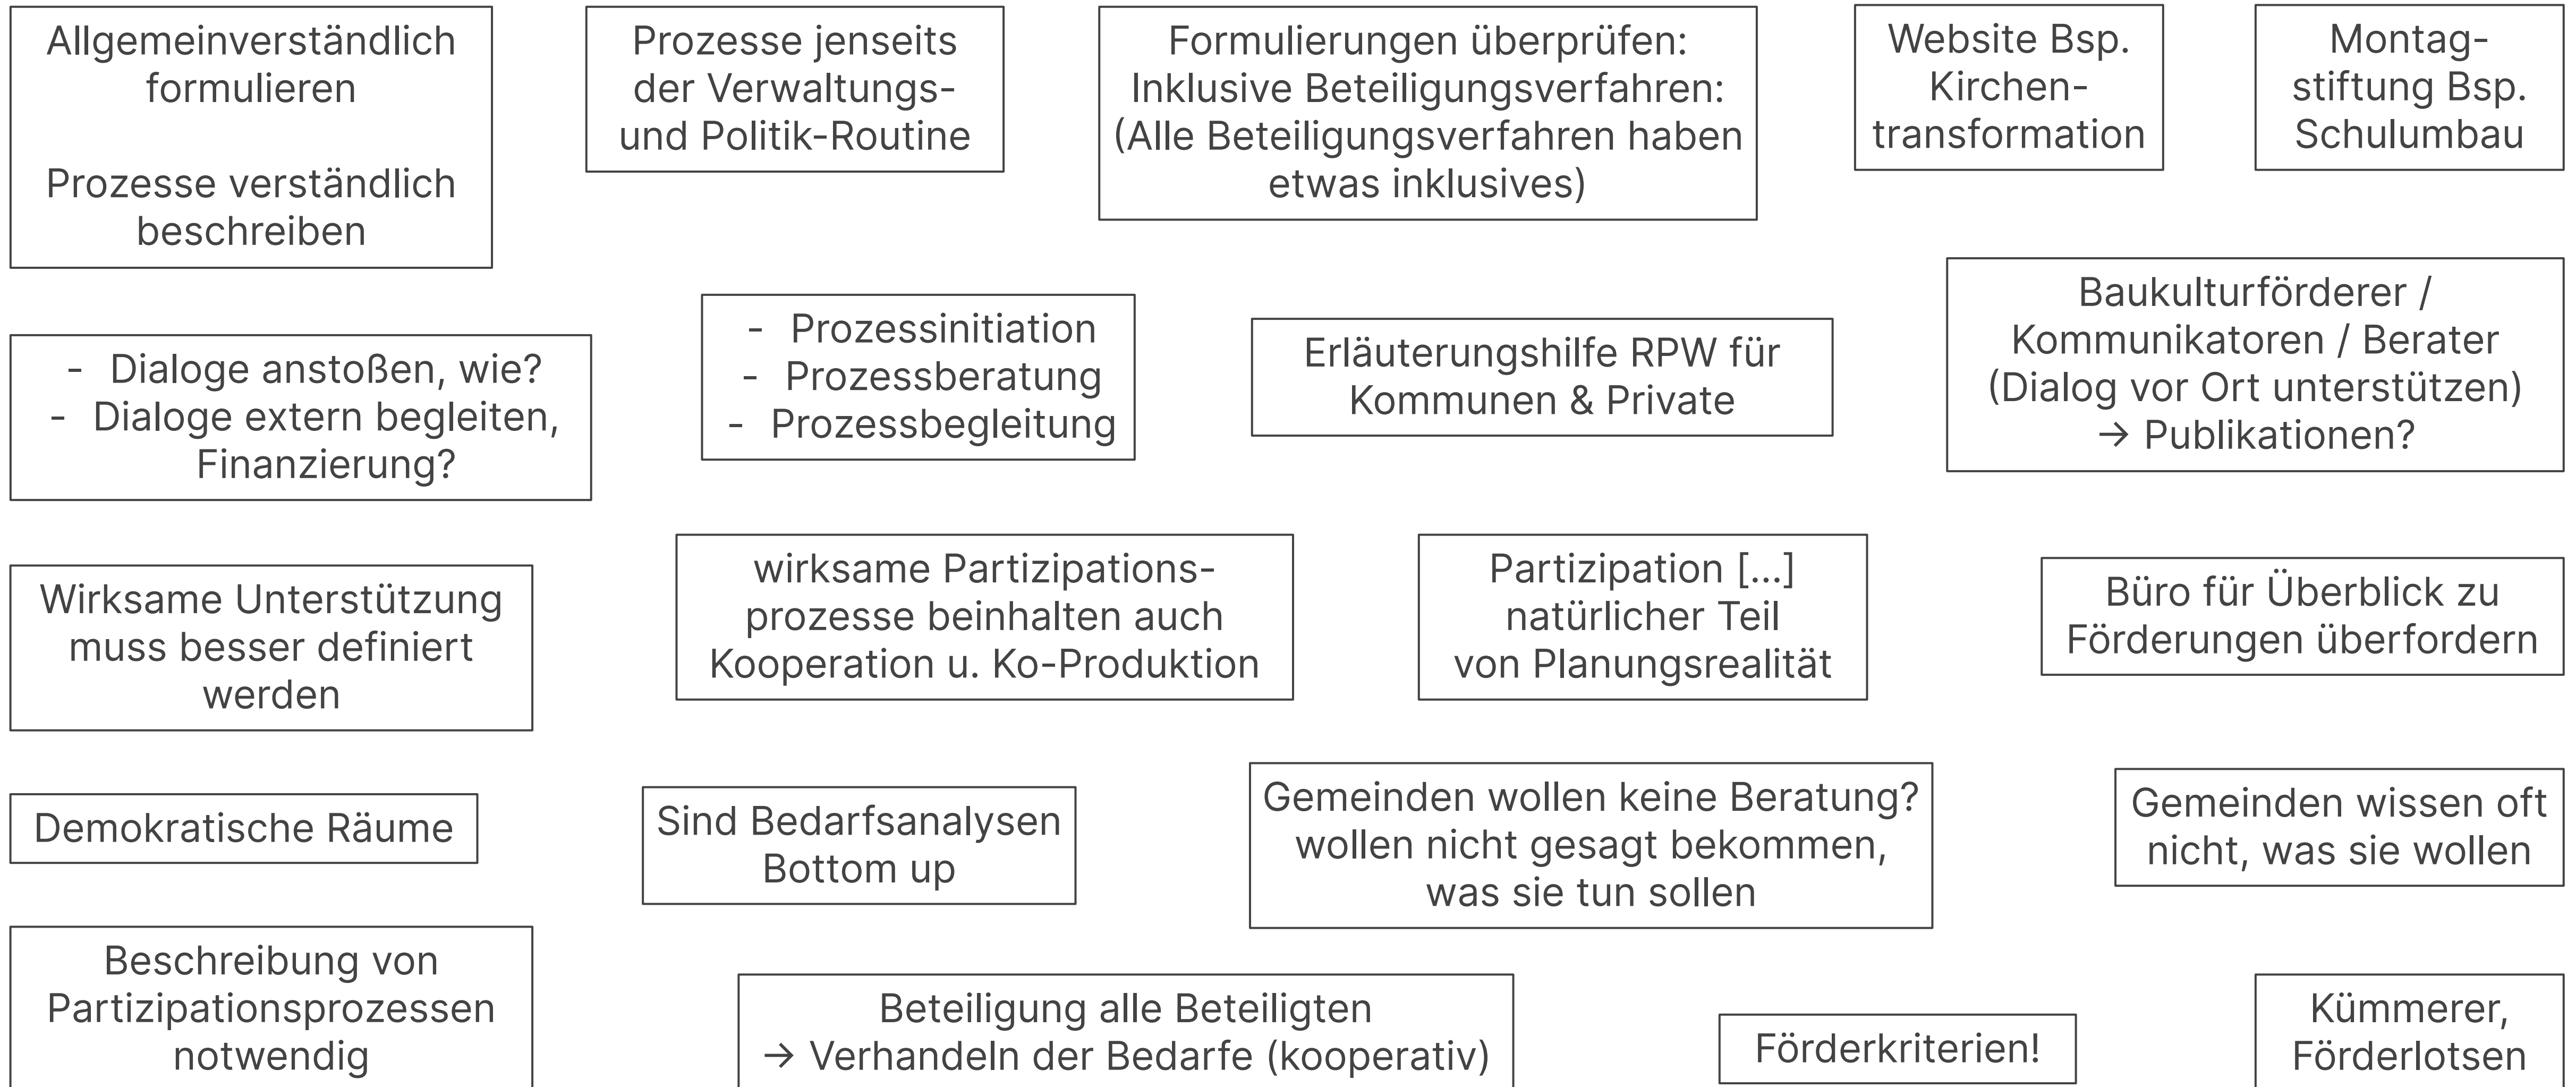 Allgemeinverständlich
formulieren
Prozesse verständlich
beschreiben
Prozesse jenseits
der Verwaltungs-
und Politik-Routine
Formulierungen überprüfen:
Inklusive Beteiligungsverfahren:
(Alle Beteiligungsverfahren haben
etwas inklusives)
Website Bsp.
Kirchen-
transformation
Montag-
stiftung Bsp.
Schulumbau
- Dialoge anstoßen, wie?
- Dialoge extern begleiten,
Finanzierung?
- Prozessinitiation
- Prozessberatung
- Prozessbegleitung
Erläuterungshilfe RPW für
Kommunen & Private
Baukulturförderer /
Kommunikatoren / Berater
(Dialog vor Ort unterstützen)
→ Publikationen?
Wirksame Unterstützung
muss besser definiert
werden
wirksame Partizipations-
prozesse beinhalten auch
Kooperation u. Ko-Produktion
Partizipation [...]
natürlicher Teil
von Planungsrealität
Büro für Überblick zu
Förderungen überfordern
Demokratische Räume
Sind Bedarfsanalysen
Bottom up
Gemeinden wollen keine Beratung?
wollen nicht gesagt bekommen,
was sie tun sollen
Gemeinden wissen oft
nicht, was sie wollen
Beschreibung von
Partizipationsprozessen
notwendig
Beteiligung alle Beteiligten
→ Verhandeln der Bedarfe (kooperativ)
Förderkriterien!
Kümmerer,
Förderlotsen